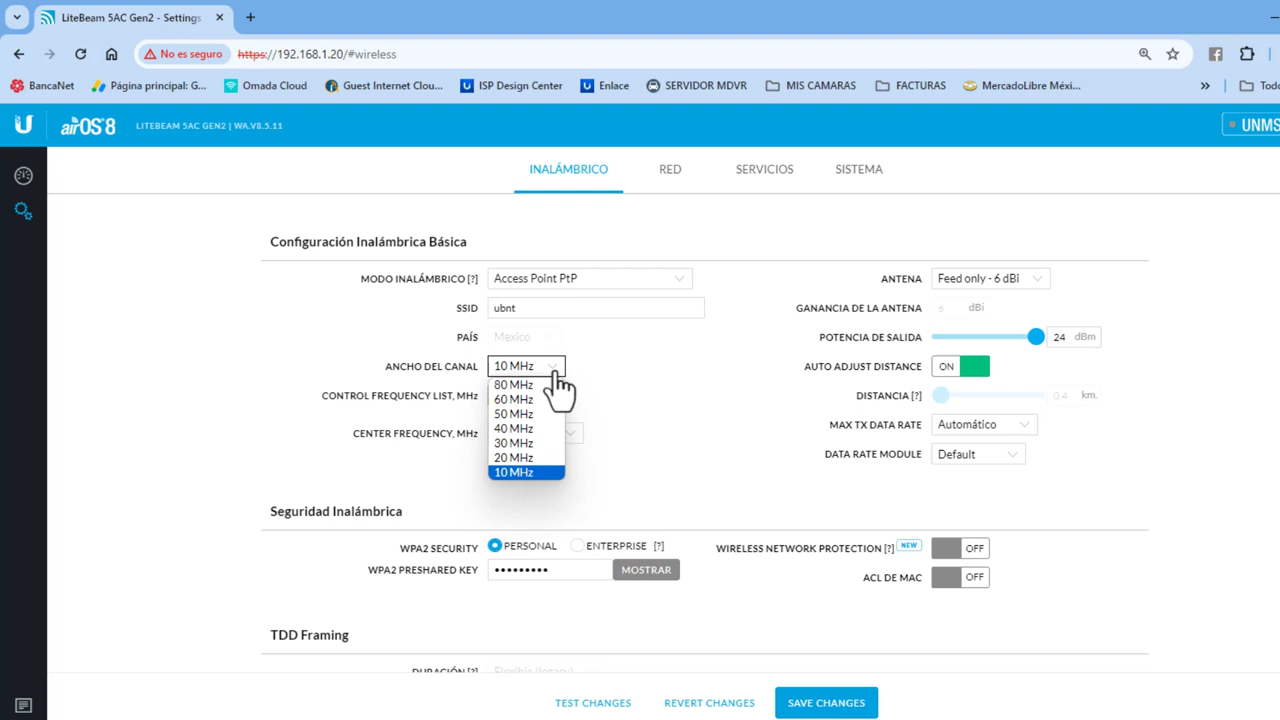 LiteBeam 5AC Gen2 - Settings
No es seguro https://192.168.1.20/#wireless
BancaNet Página principal: G... Omada Cloud Guest Internet Clou... ISP Design Center Enlace SERVIDOR MDVR MIS CAMARAS FACTURAS MercadoLibre Méxi... » Todo
airOS 8 LITEBEAM 5AC GEN2 | WA.V8.5.11 UNMS
INALÁMBRICO RED SERVICIOS SISTEMA
Configuración Inalámbrica Básica
MODO INALÁMBRICO [?] Access Point PtP ANTENA Feed only - 6 dBi
SSID ubnt GANANCIA DE LA ANTENA 6 dBi
PAÍS Mexico POTENCIA DE SALIDA 24 dBm
ANCHO DEL CANAL 10 MHz AUTO ADJUST DISTANCE ON
80 MHz
CONTROL FREQUENCY LIST, MHz 60 MHz DISTANCIA [?] 0.4 km.
50 MHz
40 MHz MAX TX DATA RATE Automático
CENTER FREQUENCY, MHz 30 MHz
20 MHz DATA RATE MODULE Default
10 MHz
Seguridad Inalámbrica
WPA2 SECURITY PERSONAL ENTERPRISE [?] WIRELESS NETWORK PROTECTION [?] NEW OFF
WPA2 PRESHARED KEY ••••••••• MOSTRAR ACL DE MAC OFF
TDD Framing
DURACIÓN [?] Flexible (legacy)
TEST CHANGES REVERT CHANGES SAVE CHANGES